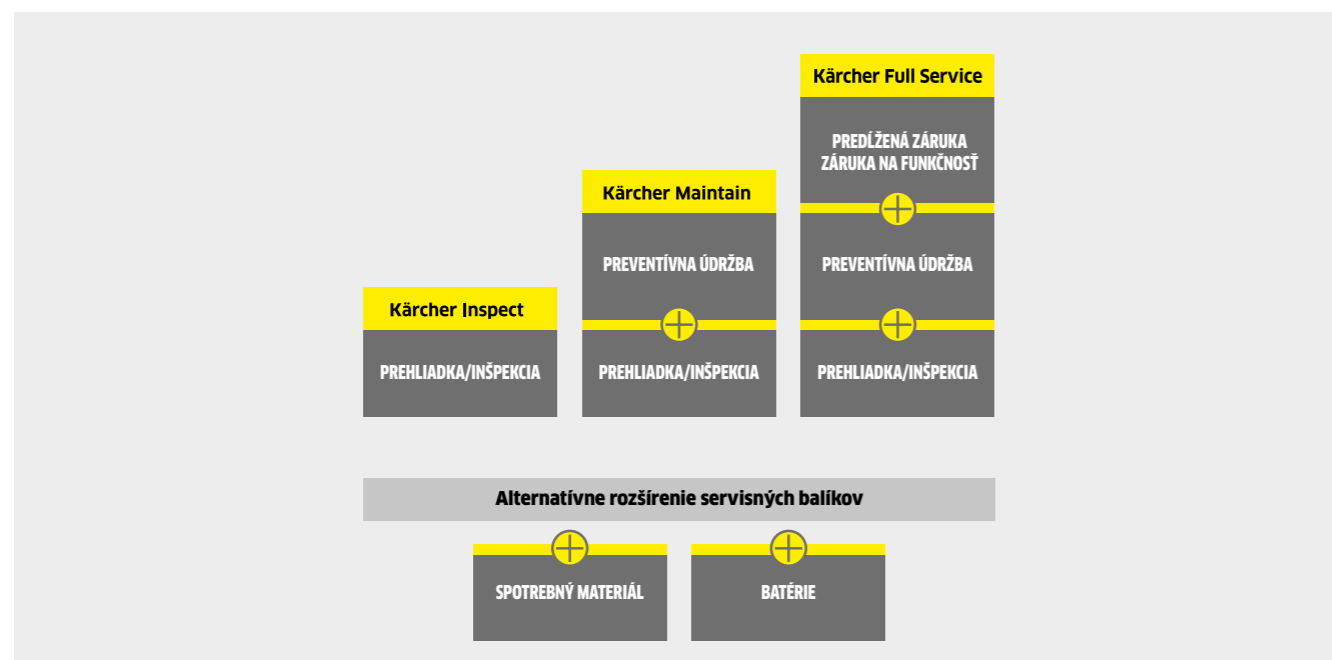 Kärcher Inspect
PREHLIADKA/INŠPEKCIA
Kärcher Maintain
PREVENTÍVNA ÚDRŽBA
PREHLIADKA/INŠPEKCIA
Kärcher Full Service
PREDĹŽENÁ ZÁRUKA
ZÁRUKA NA FUNKČNOSŤ
PREVENTÍVNA ÚDRŽBA
PREHLIADKA/INŠPEKCIA
Alternatívne rozšírenie servisných balíkov
SPOTREBNÝ MATERIÁL
BATÉRIE